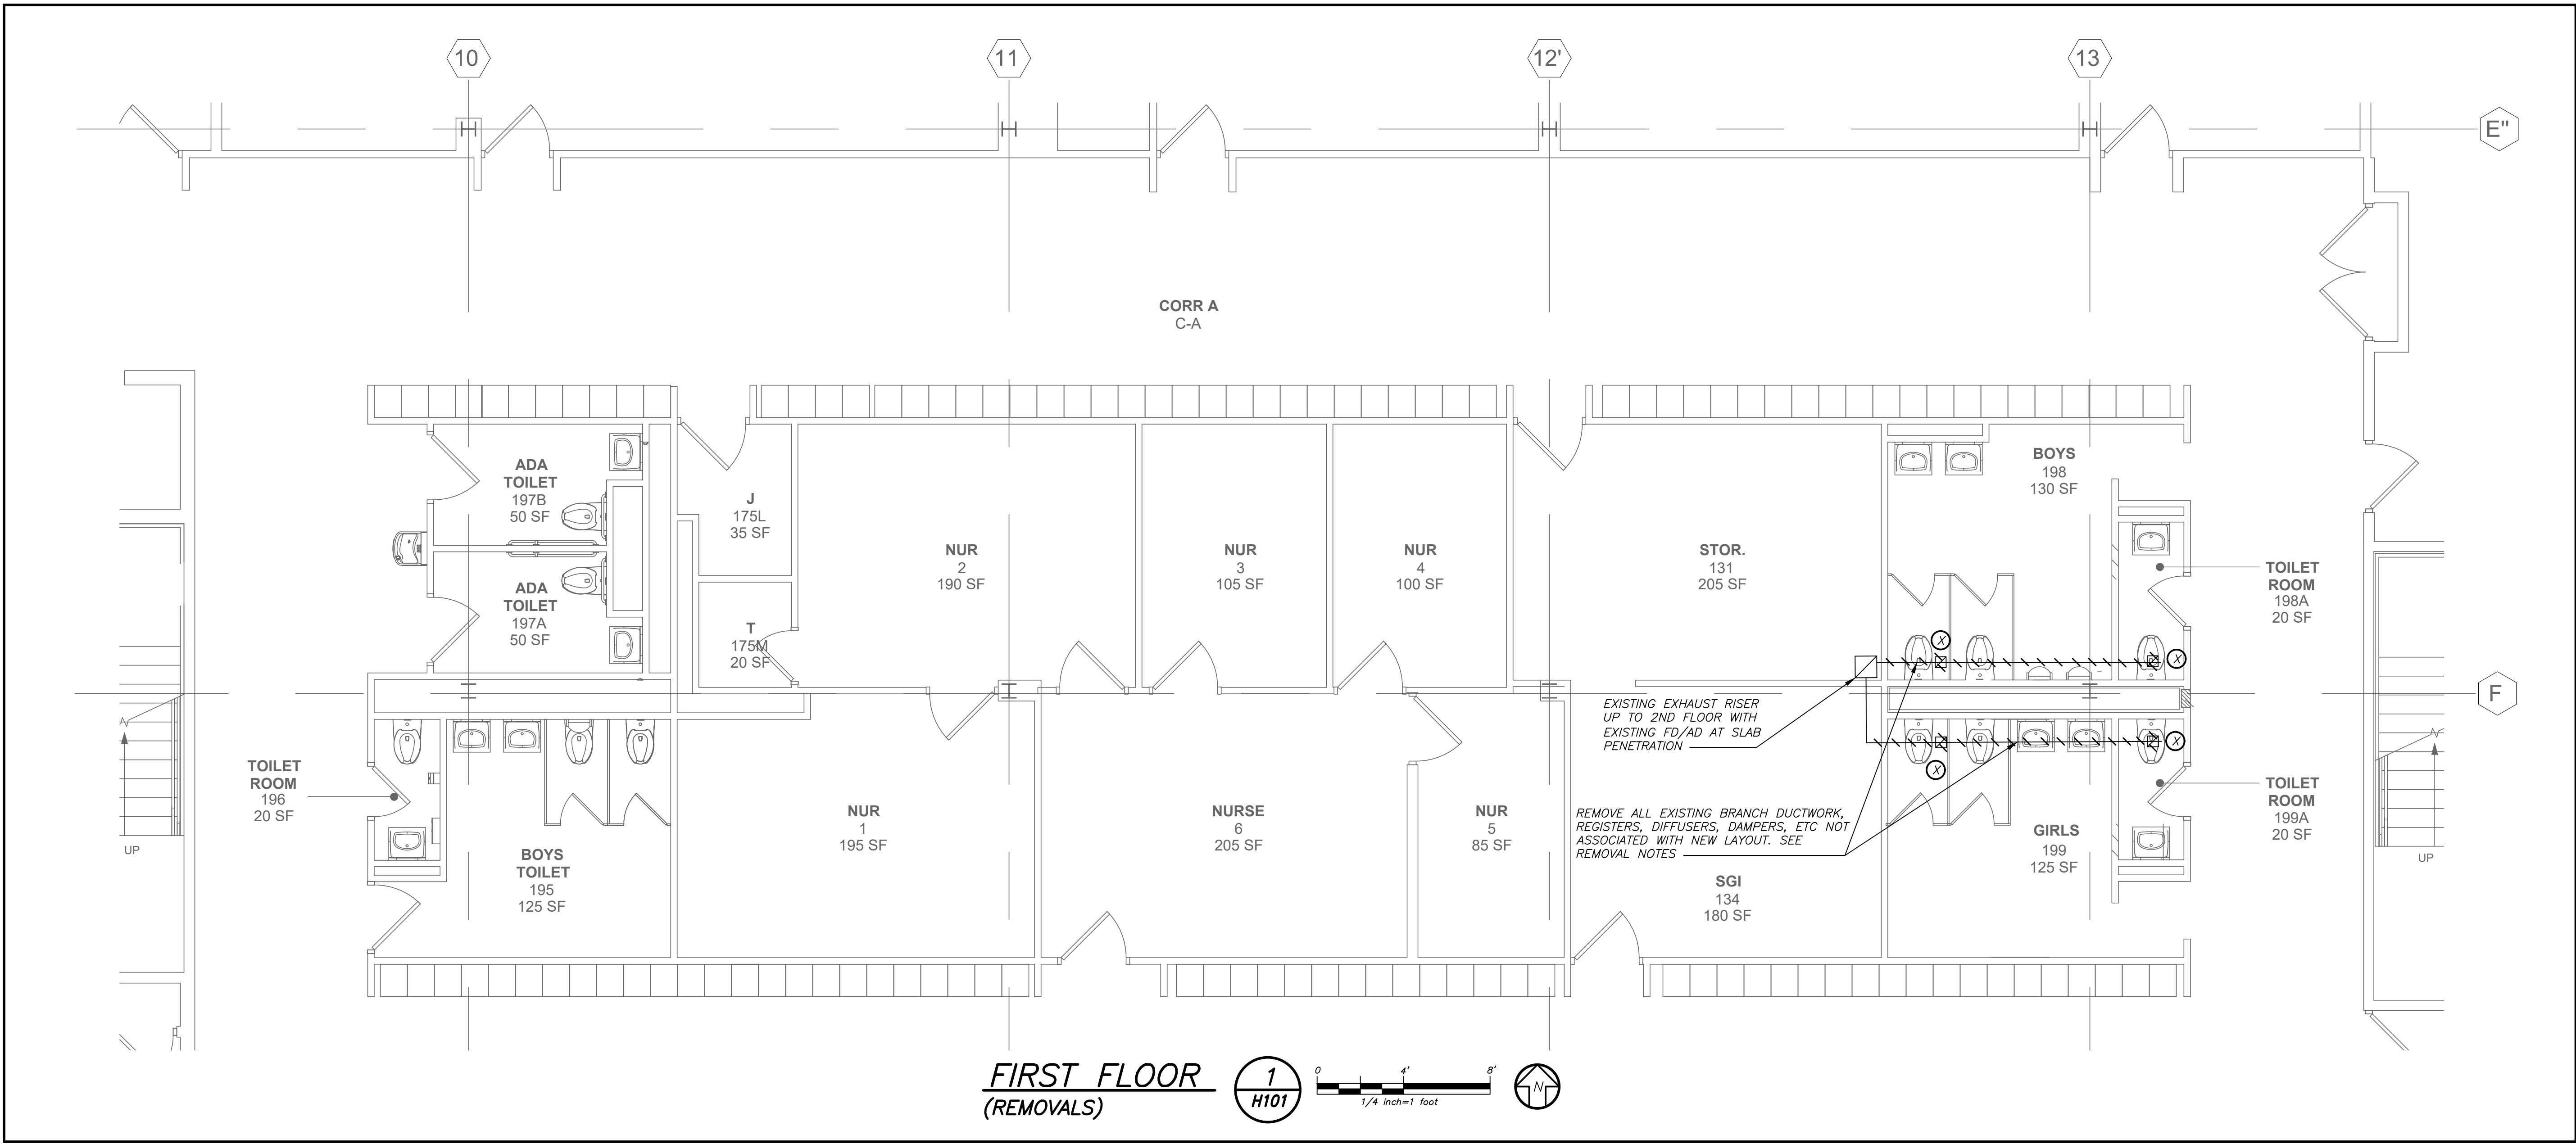 10
11
12'
13
E"
CORR A
C-A
ADA
TOILET
197B
50 SF
J
175L
35 SF
BOYS
198
130 SF
NUR
2
190 SF
NUR
3
105 SF
NUR
4
100 SF
STOR.
131
205 SF
TOILET
ROOM
198A
20 SF
ADA
TOILET
197A
50 SF
T
175M
20 SF
X
X
F
EXISTING EXHAUST RISER
UP TO 2ND FLOOR WITH
EXISTING FD/AD AT SLAB
PENETRATION
X
X
TOILET
ROOM
196
20 SF
TOILET
ROOM
199A
20 SF
NUR
1
195 SF
NURSE
6
205 SF
NUR
5
85 SF
REMOVE ALL EXISTING BRANCH DUCTWORK,
REGISTERS, DIFFUSERS, DAMPERS, ETC NOT
ASSOCIATED WITH NEW LAYOUT. SEE
REMOVAL NOTES
GIRLS
199
125 SF
UP
UP
BOYS
TOILET
195
125 SF
SGI
134
180 SF
FIRST FLOOR
(REMOVALS)
1
H101
0 4' 8'
1/4 inch=1 foot
N